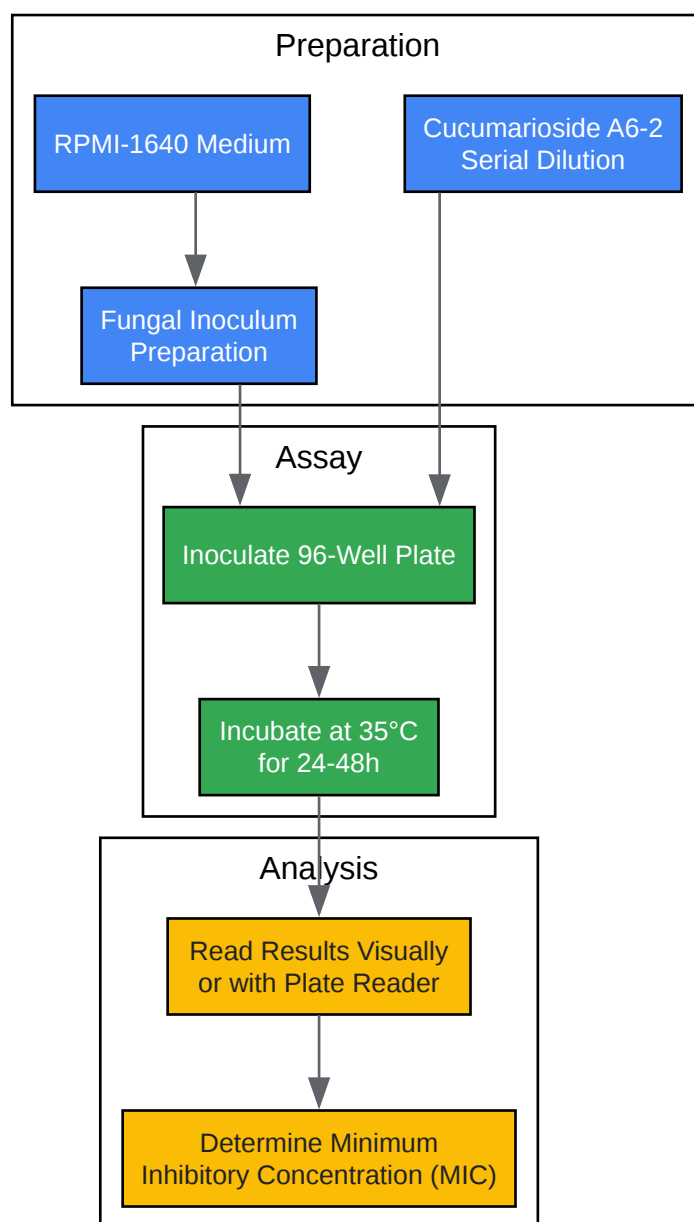 Preparation
RPMI-1640 Medium
Cucumarioside A6-2
Serial Dilution
Fungal Inoculum
Preparation
Assay
Inoculate 96-Well Plate
Incubate at 35°C
for 24-48h
Analysis
Read Results Visually
or with Plate Reader
Determine Minimum
Inhibitory Concentration (MIC)